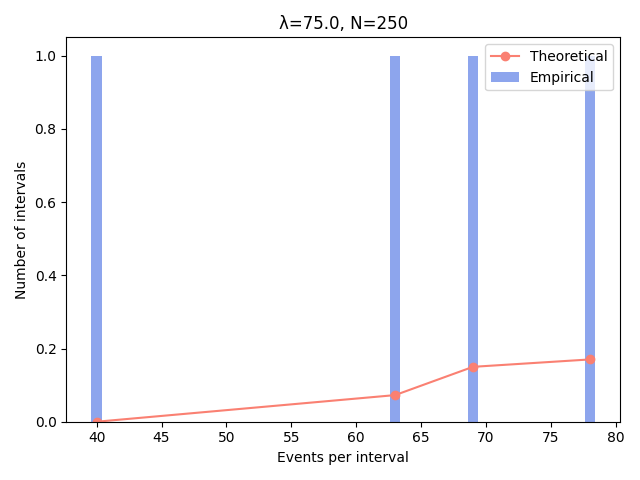 λ=75.0, N=250
Theoretical
Empirical
Number of intervals
1.0
0.8
0.6
0.4
0.2
0.0
40 45 50 55 60 65 70 75 80
Events per interval